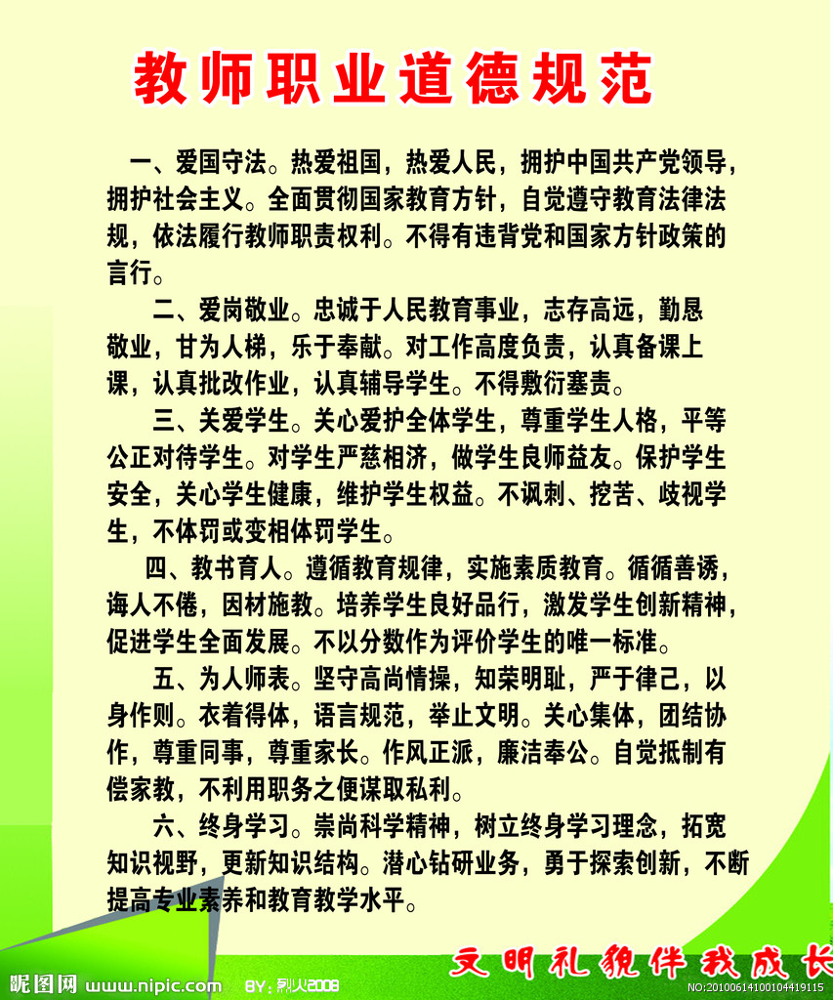 教师职业道德规范
一、爱国守法。热爱祖国，热爱人民，拥护中国共产党领导，
拥护社会主义。全面贯彻国家教育方针，自觉遵守教育法律法
规，依法履行教师职责权利。不得有违背党和国家方针政策的
言行。
二、爱岗敬业。忠诚于人民教育事业，志存高远，勤恳
敬业，甘为人梯，乐于奉献。对工作高度负责，认真备课上
课，认真批改作业，认真辅导学生。不得敷衍塞责。
三、关爱学生。关心爱护全体学生，尊重学生人格，平等
公正对待学生。对学生严慈相济，做学生良师益友。保护学生
安全，关心学生健康，维护学生权益。不讽刺、挖苦、歧视学
生，不体罚或变相体罚学生。
四、教书育人。遵循教育规律，实施素质教育。循循善诱，
诲人不倦，因材施教。培养学生良好品行，激发学生创新精神，
促进学生全面发展。不以分数作为评价学生的唯一标准。
五、为人师表。坚守高尚情操，知荣明耻，严于律己，以
身作则。衣着得体，语言规范，举止文明。关心集体，团结协
作，尊重同事，尊重家长。作风正派，廉洁奉公。自觉抵制有
偿家教，不利用职务之便谋取私利。
六、终身学习。崇尚科学精神，树立终身学习理念，拓宽
知识视野，更新知识结构。潜心钻研业务，勇于探索创新，不断
提高专业素养和教育教学水平。
文明礼貌伴我成长
昵图网 www.nipic.com BY：烈火2008
NO:20100614100104419115